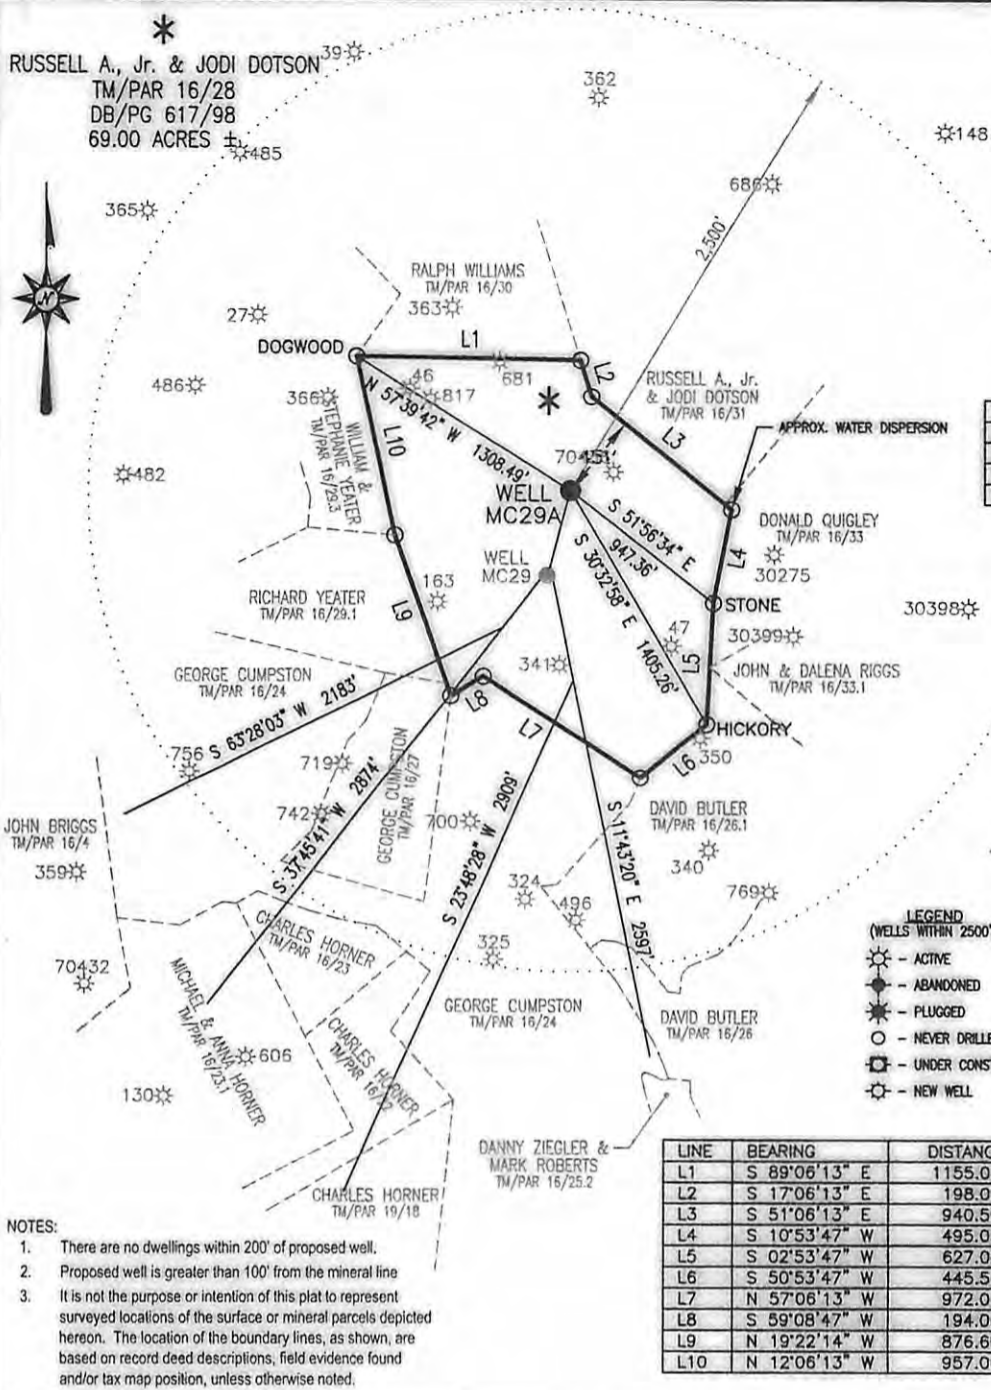 RUSSELL A., Jr. & JODI DOTSON
TM/PAR 16/28
DB/PG 617/98
69.00 ACRES ±
39
362
148
485
686
365
2,500'
N
RALPH WILLIAMS
TM/PAR 16/30
363
27
DOGWOOD
L1
681
L2
486
366
46
817
N 57°39'42" W 1308.49'
RUSSELL A., Jr.
& JODI DOTSON
TM/PAR 16/31
L3
APPROX. WATER DISPERSION
WILLIAM &
STEPHANIE YEATER
TM/PAR 16/29.3
L10
482
WELL
MC29A
S 51°56'34" E
947.36'
DONALD QUIGLEY
TM/PAR 16/33
L4
30275
WELL
MC29
S 30°32'58" E 1405.26'
STONE
RICHARD YEATER
TM/PAR 16/29.1
163
L9
30398
47
30399
L5
JOHN & DALENA RIGGS
TM/PAR 16/33.1
GEORGE CUMPSTON
TM/PAR 16/24
341
L8
L7
HICKORY
350
L6
S 63°28'03" W 2183'
756
719
GEORGE CUMPSTON
TM/PAR 16/27
742
S 37°45'41" W 2874'
700
S 23°48'28" W 2909'
S 11°43'20" E 2597'
DAVID BUTLER
TM/PAR 16/26.1
JOHN BRIGGS
TM/PAR 16/4
359
340
769
324
496
325
CHARLES HORNER
TM/PAR 16/23
70432
MICHAEL & ANNA HORNER
TM/PAR 16/23.1
GEORGE CUMPSTON
TM/PAR 16/24
DAVID BUTLER
TM/PAR 16/26
CHARLES HORNER
606
130
DANNY ZIEGLER &
MARK ROBERTS
TM/PAR 16/25.2
CHARLES HORNER
TM/PAR 19/18
LEGEND
(WELLS WITHIN 2500'
- ACTIVE
- ABANDONED
- PLUGGED
- NEVER DRILLE
- UNDER CONS
- NEW WELL
LINE BEARING DISTANC
L1 S 89°06'13" E 1155.0
L2 S 17°06'13" E 198.0
L3 S 51°06'13" E 940.5
L4 S 10°53'47" W 495.0
L5 S 02°53'47" W 627.0
L6 S 50°53'47" W 445.5
L7 N 57°06'13" W 972.0
L8 S 59°08'47" W 194.0
L9 N 19°22'14" W 876.6
L10 N 12°06'13" W 957.0
NOTES:
1. There are no dwellings within 200' of proposed well.
2. Proposed well is greater than 100' from the mineral line
3. It is not the purpose or intention of this plat to represent
surveyed locations of the surface or mineral parcels depicted
hereon. The location of the boundary lines, as shown, are
based on record deed descriptions, field evidence found
and/or tax map position, unless otherwise noted.